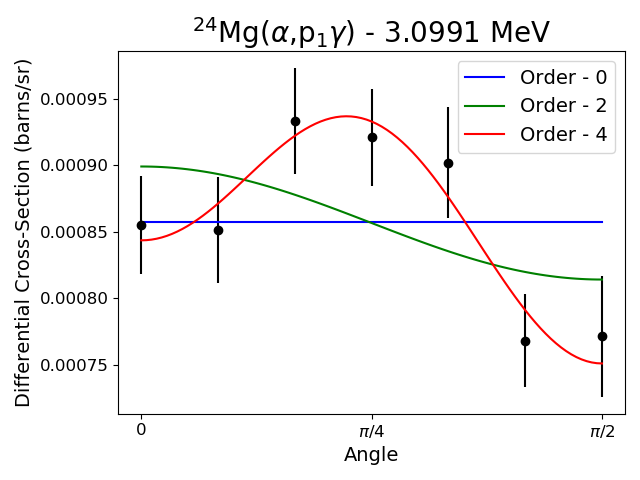 ²⁴Mg(α,p₁γ) - 3.0991 MeV
Differential Cross-Section (barns/sr)
0.00095
0.00090
0.00085
0.00080
0.00075
Order - 0
Order - 2
Order - 4
0
π/4
π/2
Angle